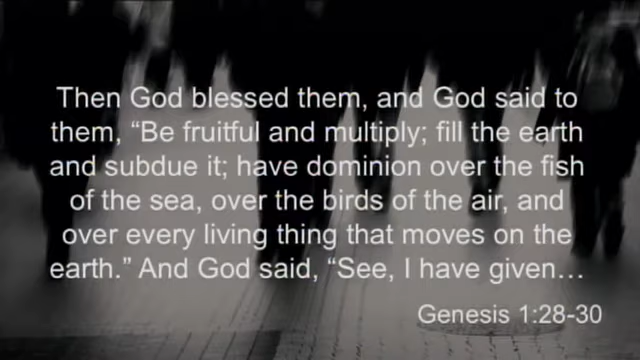 Then God blessed them, and God said to
them, “Be fruitful and multiply; fill the earth
and subdue it; have dominion over the fish
of the sea, over the birds of the air, and
over every living thing that moves on the
earth.” And God said, “See, I have given…
Genesis 1:28-30